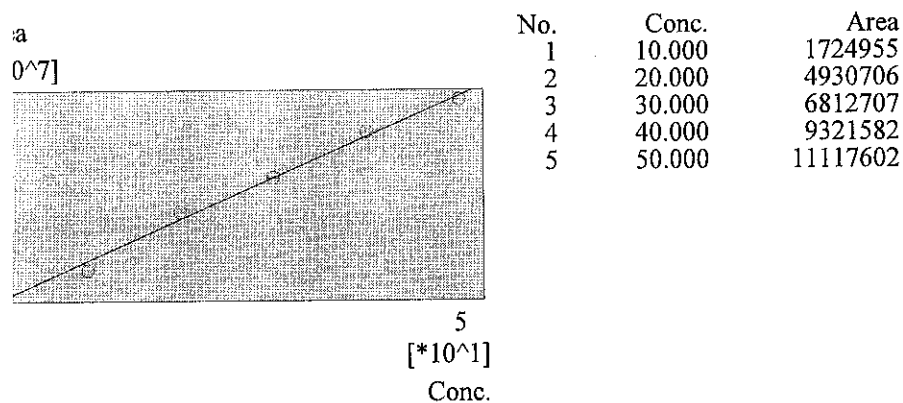 ea
0^7]
5
[*10^1]
Conc.
No. Conc. Area
1 10.000 1724955
2 20.000 4930706
3 30.000 6812707
4 40.000 9321582
5 50.000 11117602